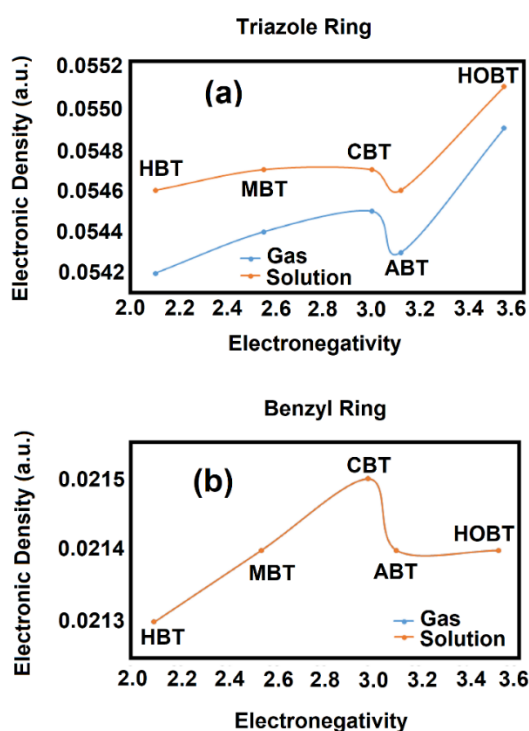 Triazole Ring
Electronic Density (a.u.)
0.0552
0.0550
0.0548
0.0546
0.0544
0.0542
(a)
HBT
MBT
CBT
ABT
HOBT
Gas
Solution
2.0 2.2 2.4 2.6 2.8 3.0 3.2 3.4 3.6
Electronegativity
Benzyl Ring
Electronic Density (a.u.)
0.0215
0.0214
0.0213
(b)
HBT
MBT
CBT
ABT
HOBT
Gas
Solution
2.0 2.2 2.4 2.6 2.8 3.0 3.2 3.4 3.6
Electronegativity